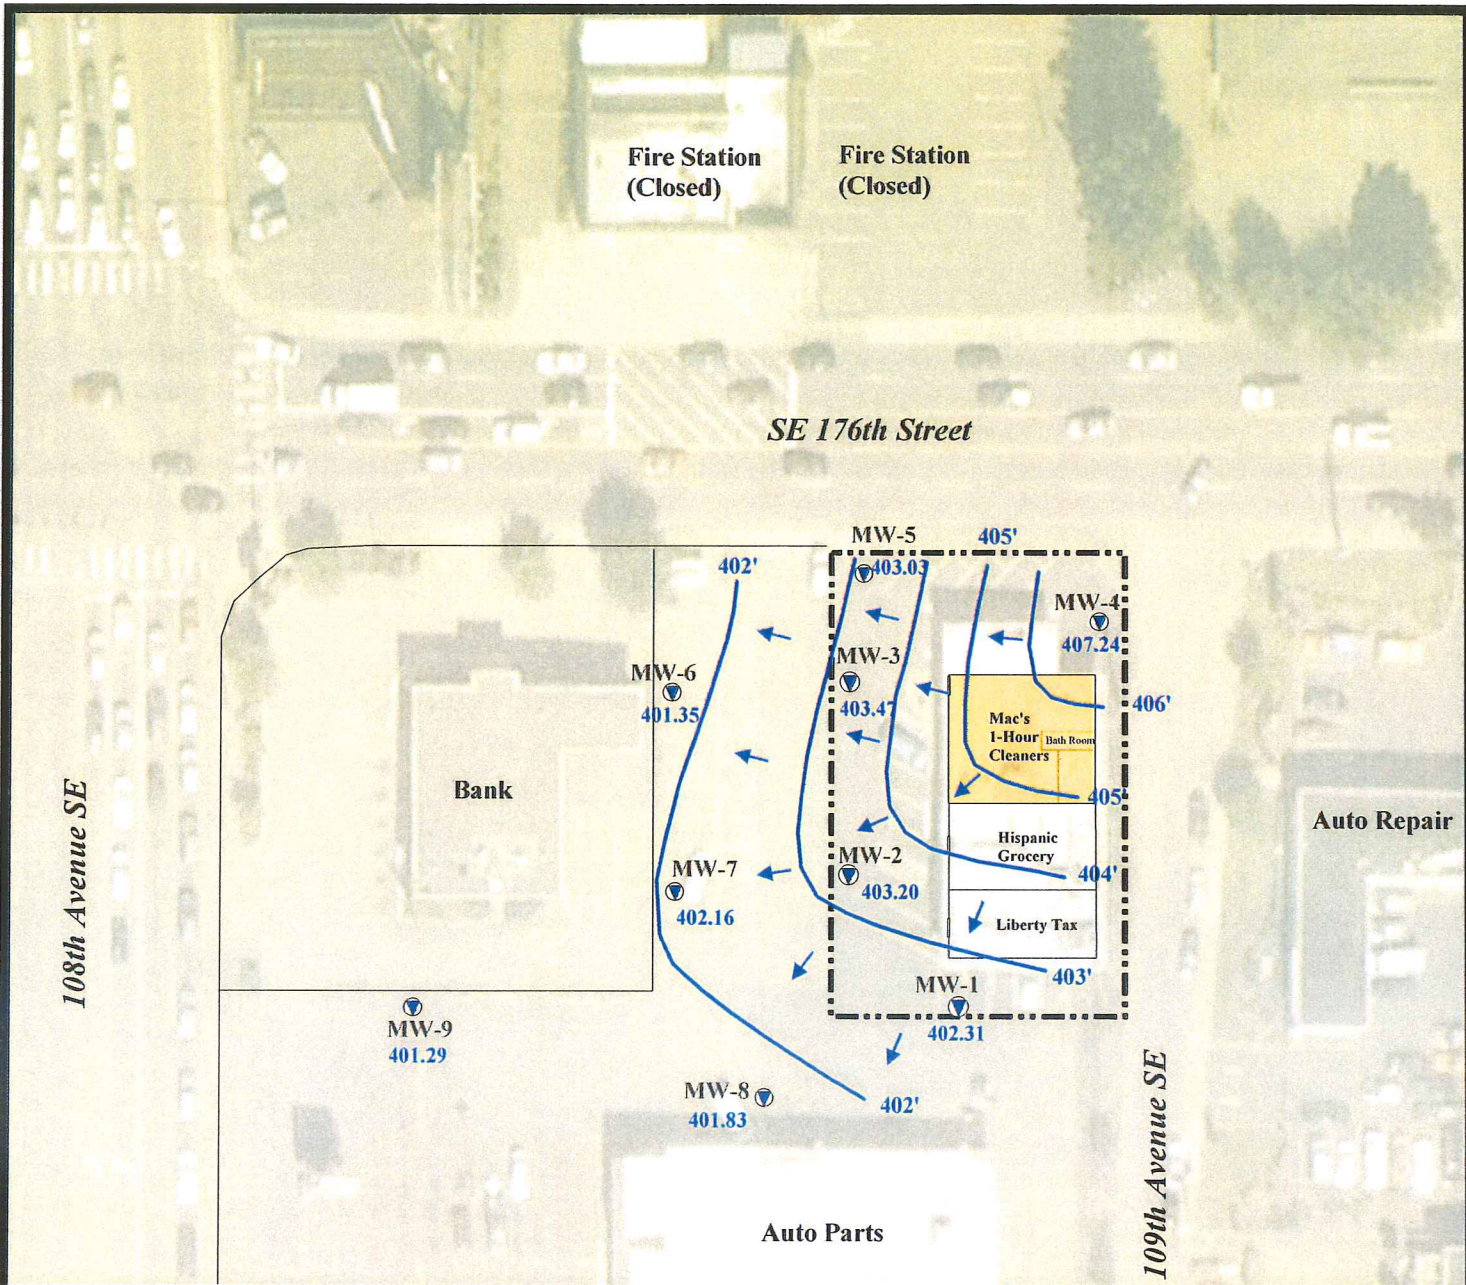 Fire Station
(Closed)
Fire Station
(Closed)
SE 176th Street
MW-5
403.03
405'
402'
MW-4
407.24
MW-3
403.47
MW-6
401.35
406'
Mac's
1-Hour
Cleaners
Bath Room
405'
Bank
Auto Repair
Hispanic
Grocery
404'
MW-2
403.20
MW-7
402.16
Liberty Tax
403'
MW-1
402.31
MW-9
401.29
MW-8
401.83
402'
Auto Parts
108th Avenue SE
109th Avenue SE